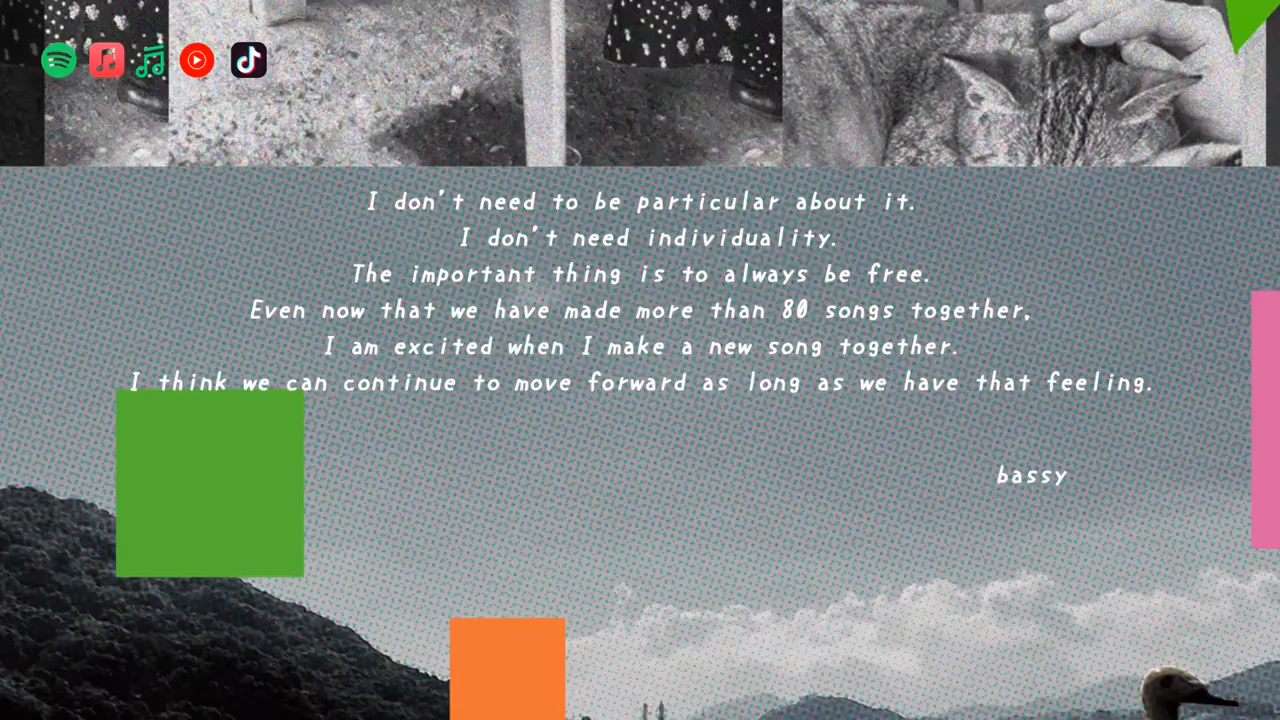 I don't need to be particular about it.
I don't need individuality.
The important thing is to always be free.
Even now that we have made more than 80 songs together,
I am excited when I make a new song together.
I think we can continue to move forward as long as we have that feeling.
bassy